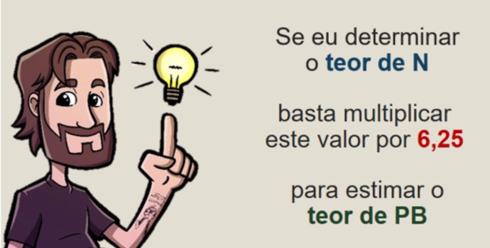 Se eu determinar
o teor de N
basta multiplicar
este valor por 6,25
para estimar o
teor de PB